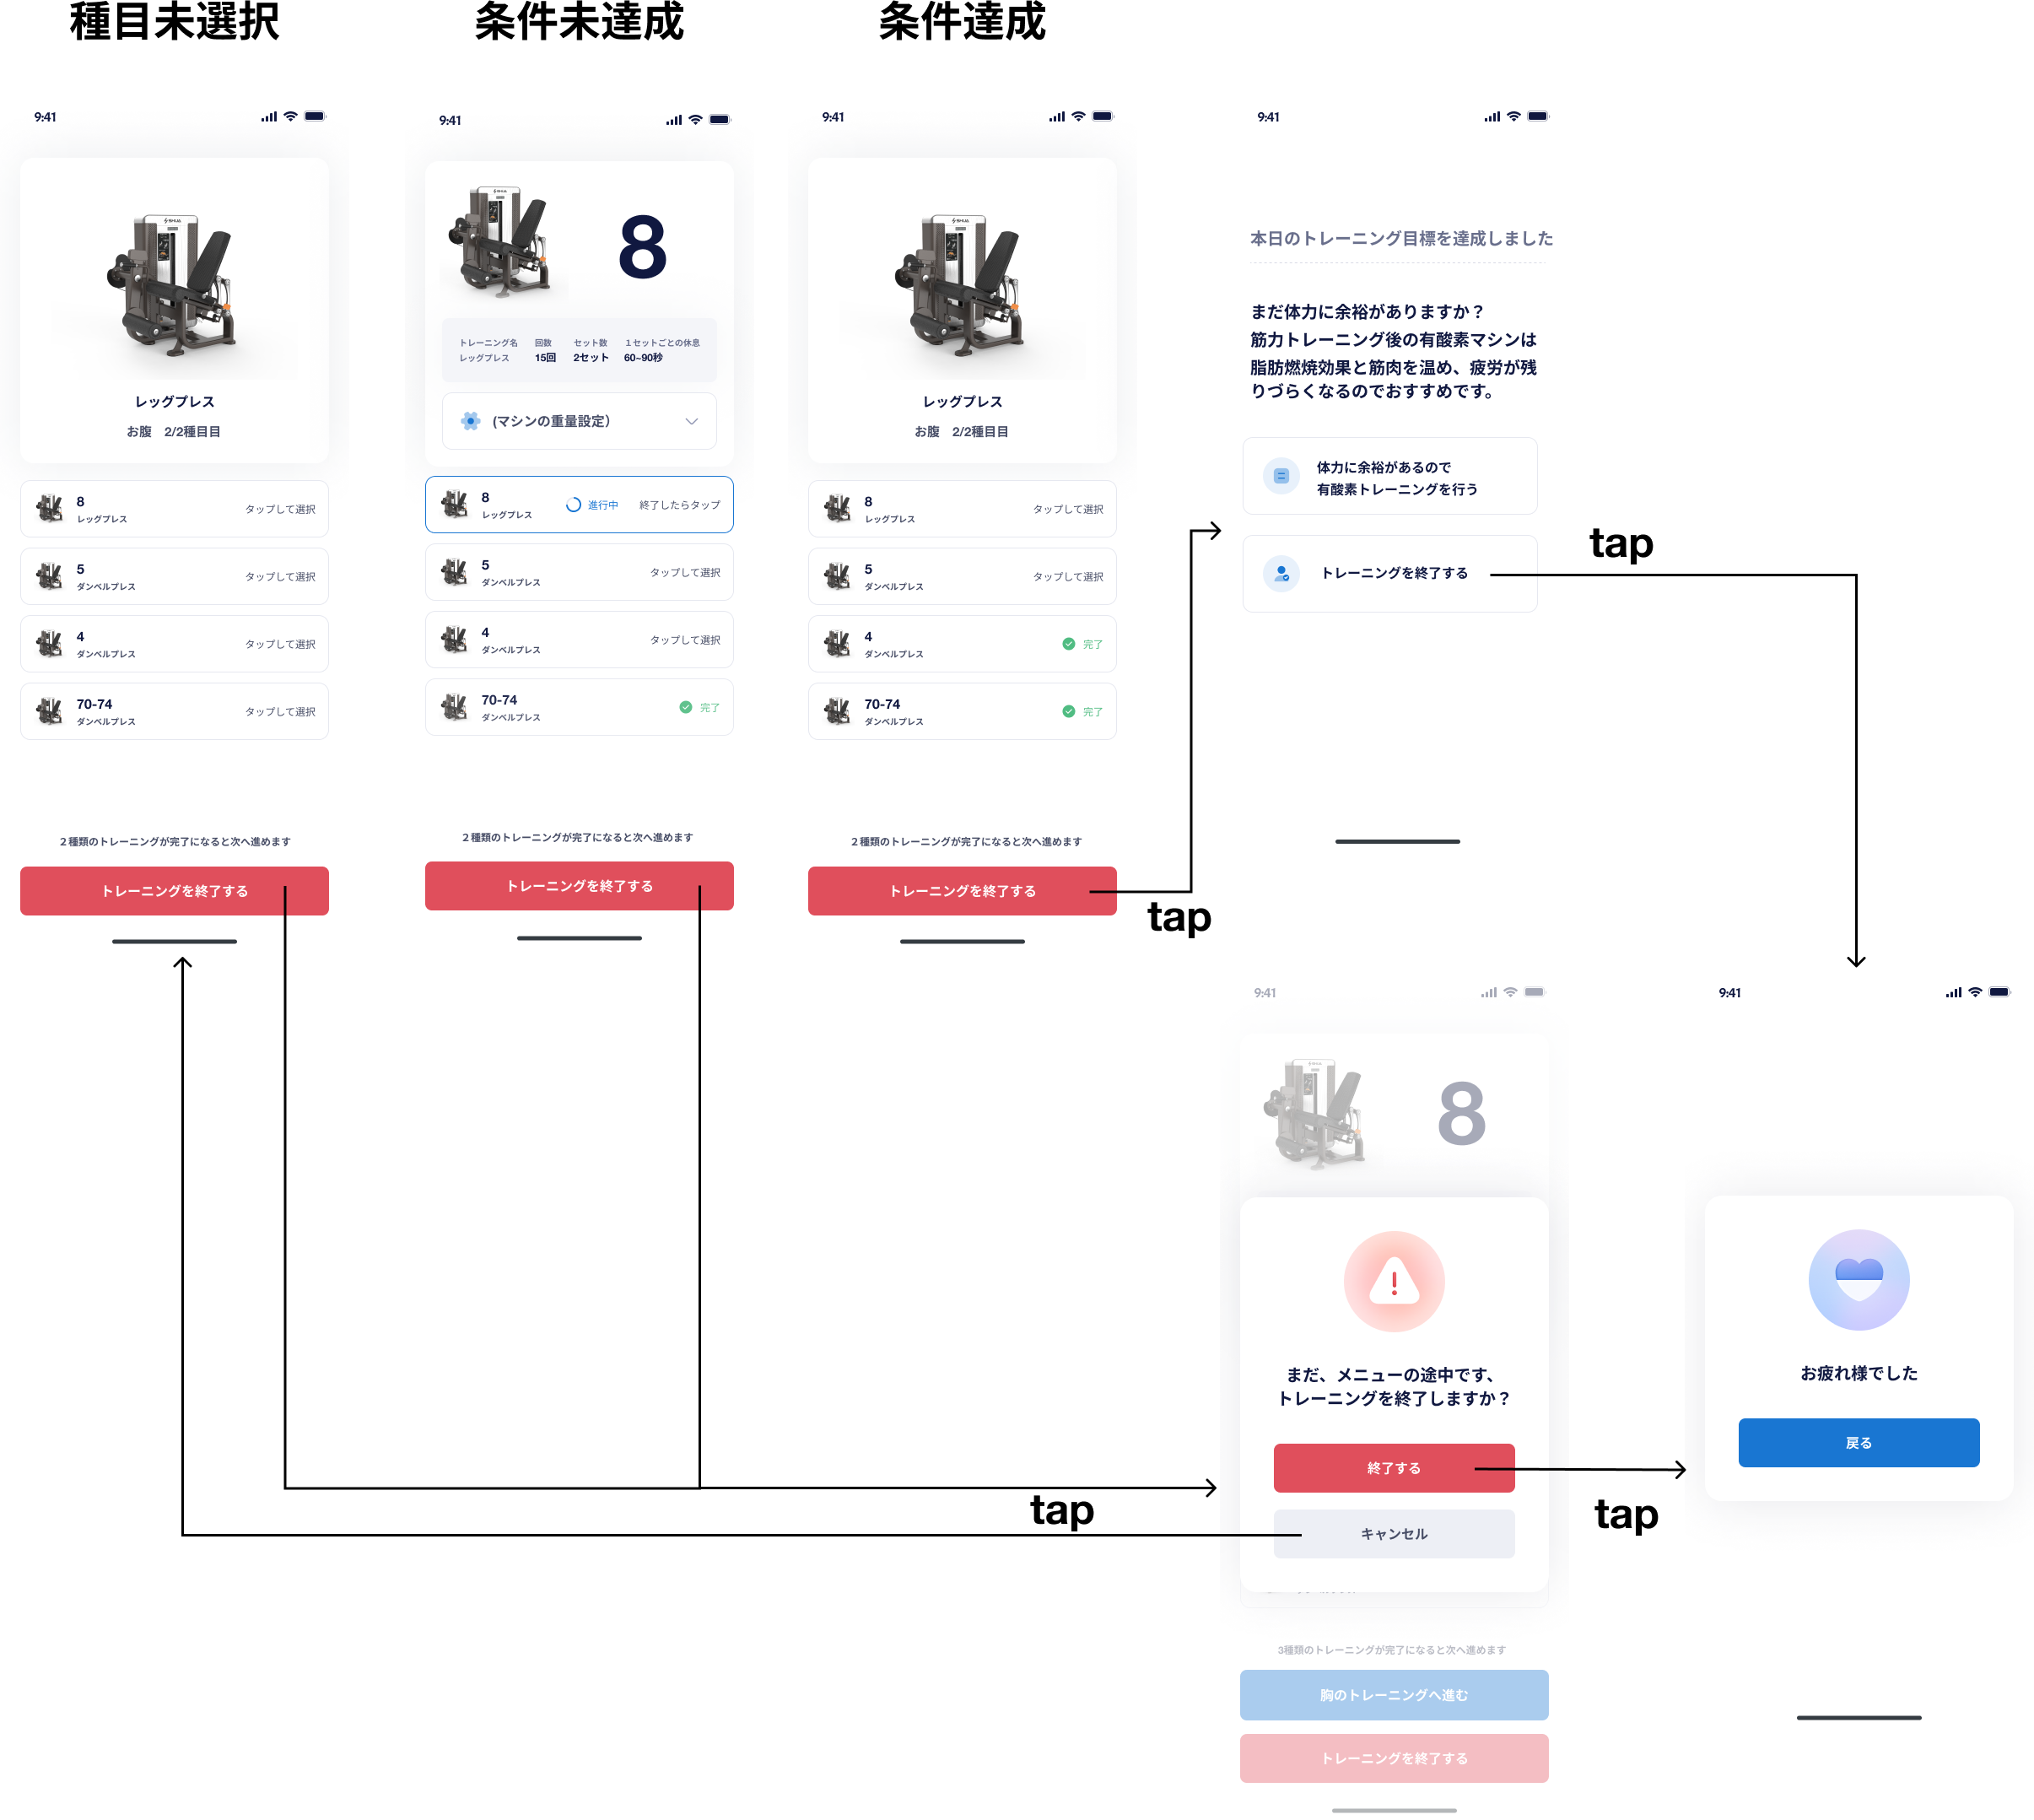 種目未選択
条件未達成
条件達成
9:41
SHUA
レッグプレス
お腹 2/2種目目
8
レッグプレス
タップして選択
5
ダンベルプレス
タップして選択
4
ダンベルプレス
タップして選択
70-74
ダンベルプレス
タップして選択
２種類のトレーニングが完了になると次へ進めます
トレーニングを終了する
9:41
SHUA
8
トレーニング名 回数 セット数 １セットごとの休息
レッグプレス 15回 2セット 60~90秒
(マシンの重量設定）
8
レッグプレス
進行中
終了したらタップ
5
ダンベルプレス
タップして選択
4
ダンベルプレス
タップして選択
70-74
ダンベルプレス
完了
２種類のトレーニングが完了になると次へ進めます
トレーニングを終了する
9:41
SHUA
レッグプレス
お腹 2/2種目目
8
レッグプレス
タップして選択
5
ダンベルプレス
タップして選択
4
ダンベルプレス
完了
70-74
ダンベルプレス
完了
２種類のトレーニングが完了になると次へ進めます
トレーニングを終了する
tap
9:41
本日のトレーニング目標を達成しました
まだ体力に余裕がありますか？
筋力トレーニング後の有酸素マシンは
脂肪燃焼効果と筋肉を温め、疲労が残
りづらくなるのでおすすめです。
体力に余裕があるので
有酸素トレーニングを行う
トレーニングを終了する
tap
9:41
8
まだ、メニューの途中です、
トレーニングを終了しますか？
終了する
キャンセル
tap
3種類のトレーニングが完了になると次へ進めます
胸のトレーニングへ進む
トレーニングを終了する
tap
9:41
お疲れ様でした
戻る